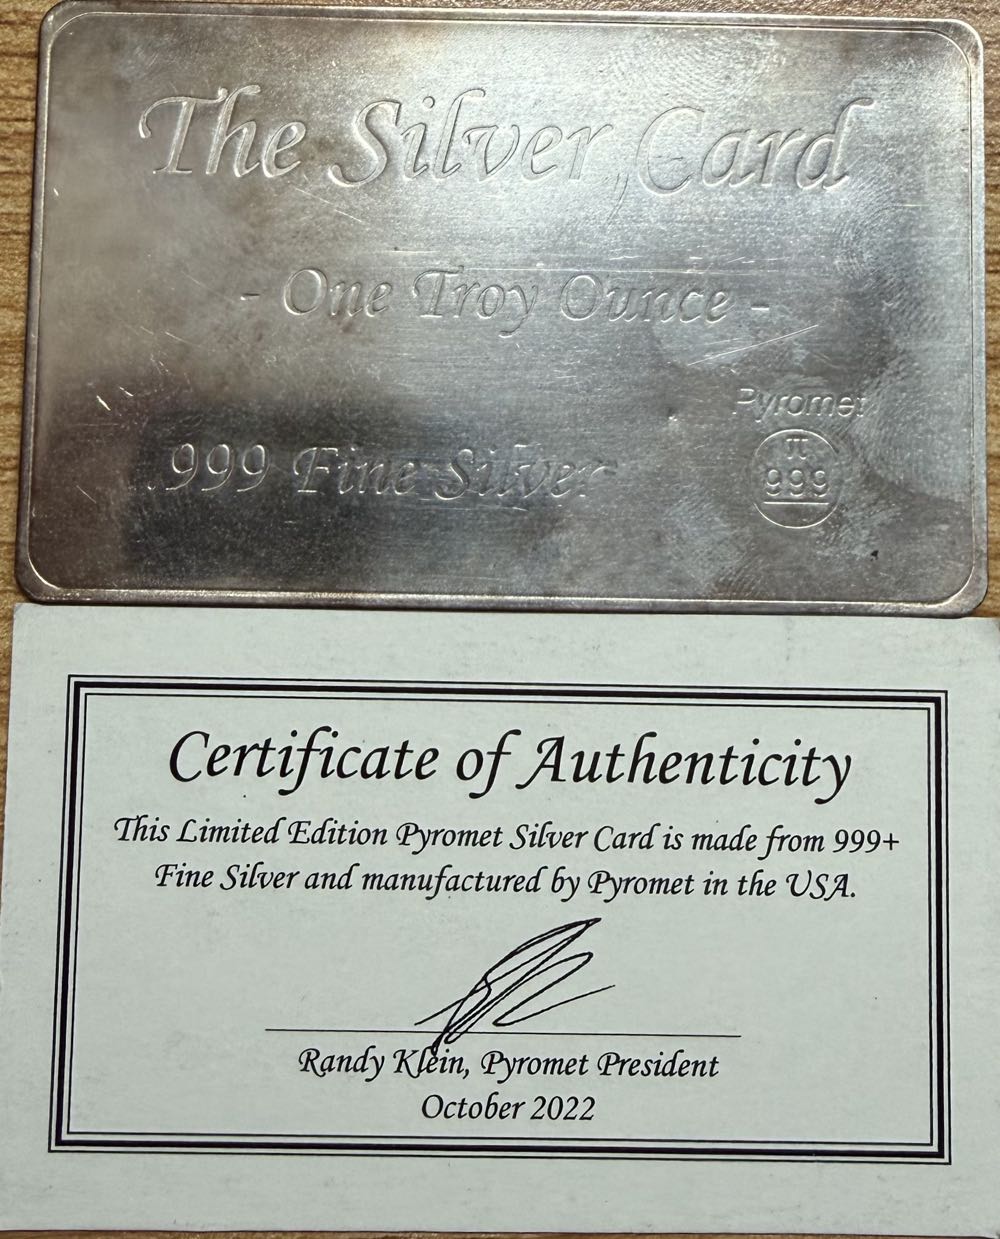 The Silver Card
- One Troy Ounce -
.999 Fine Silver
Pyromet
π
999
Certificate of Authenticity
This Limited Edition Pyromet Silver Card is made from 999+
Fine Silver and manufactured by Pyromet in the USA.
Randy Klein, Pyromet President
October 2022